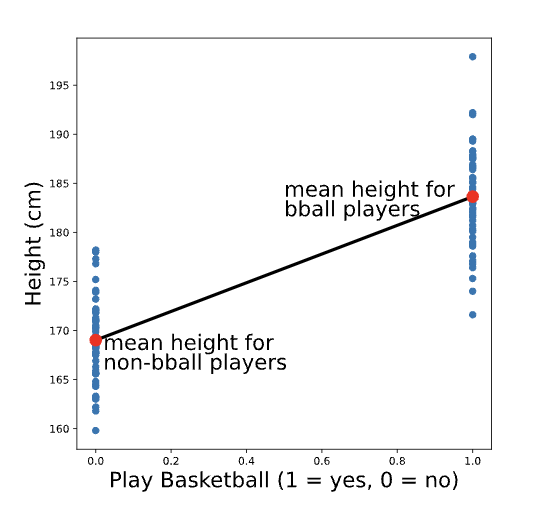 195
190
185
180
175
170
165
160
Height (cm)
mean height for
bball players
mean height for
non-bball players
0.0 0.2 0.4 0.6 0.8 1.0
Play Basketball (1 = yes, 0 = no)